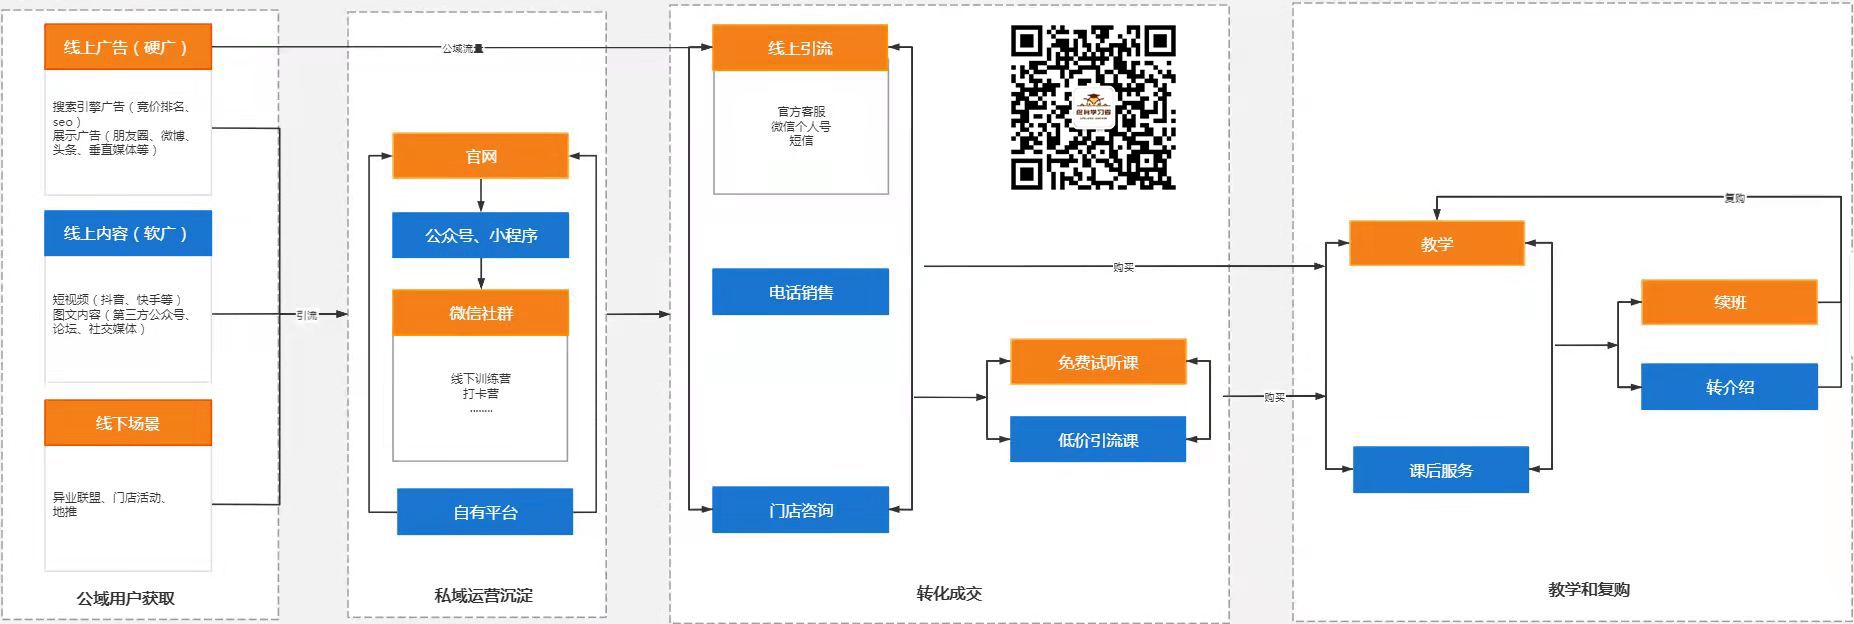 线上广告（硬广）
搜索引擎广告（竞价排名、
seo）
展示广告（朋友圈、微博、
头条、垂直媒体等）
线上内容（软广）
短视频（抖音、快手等）
图文内容（第三方公众号、
论坛、社交媒体）
线下场景
异业联盟、门店活动、
地推
公域用户获取
公域流量
引流
官网
公众号、小程序
微信社群
线下训练营
打卡营
........
自有平台
私域运营沉淀
线上引流
官方客服
微信个人号
短信
电话销售
门店咨询
免费试听课
低价引流课
转化成交
购买
购买
教学
课后服务
复购
续班
转介绍
教学和复购